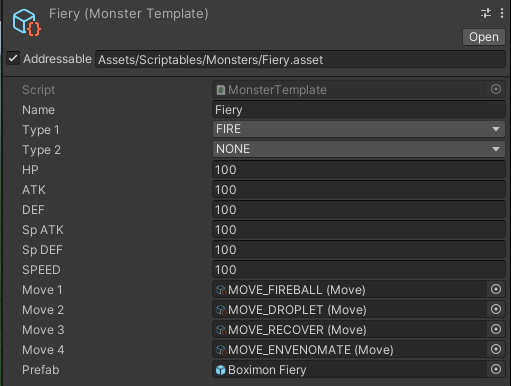 Fiery (Monster Template)
Open
Addressable Assets/Scriptables/Monsters/Fiery.asset
Script MonsterTemplate
Name Fiery
Type 1 FIRE
Type 2 NONE
HP 100
ATK 100
DEF 100
Sp ATK 100
Sp DEF 100
SPEED 100
Move 1 MOVE_FIREBALL (Move)
Move 2 MOVE_DROPLET (Move)
Move 3 MOVE_RECOVER (Move)
Move 4 MOVE_ENVENOMATE (Move)
Prefab Boximon Fiery